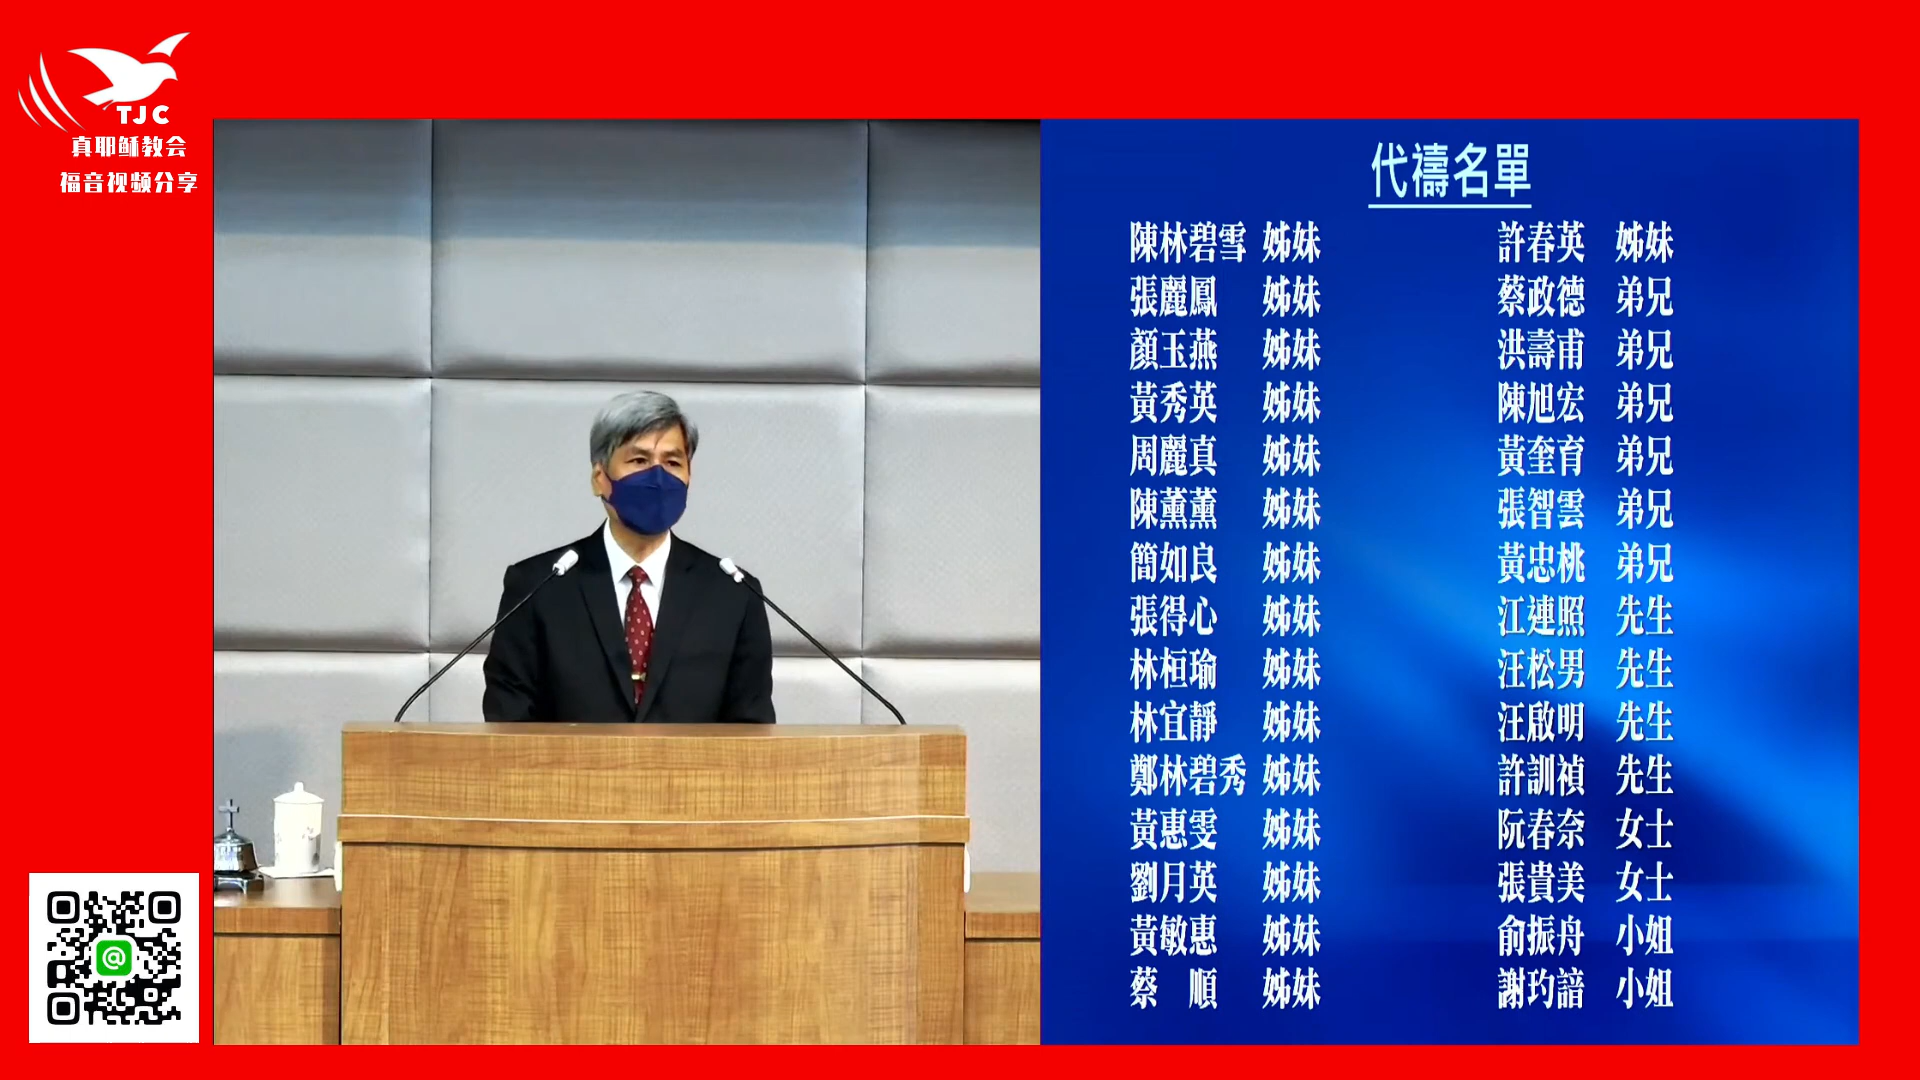 TJC
真耶稣教会
福音视频分享
代禱名單
陳林碧雪 姊妹
張麗鳳 姊妹
顏玉燕 姊妹
黃秀英 姊妹
周麗真 姊妹
陳薰薰 姊妹
簡如良 姊妹
張得心 姊妹
林桓瑜 姊妹
林宜靜 姊妹
鄭林碧秀 姊妹
黃惠雯 姊妹
劉月英 姊妹
黃敏惠 姊妹
蔡 順 姊妹
許春英 姊妹
蔡政德 弟兄
洪壽甫 弟兄
陳旭宏 弟兄
黃奎育 弟兄
張智雲 弟兄
黃忠桃 弟兄
江連照 先生
汪松男 先生
汪啟明 先生
許訓禎 先生
阮春奈 女士
張貴美 女士
俞振舟 小姐
謝玓諳 小姐